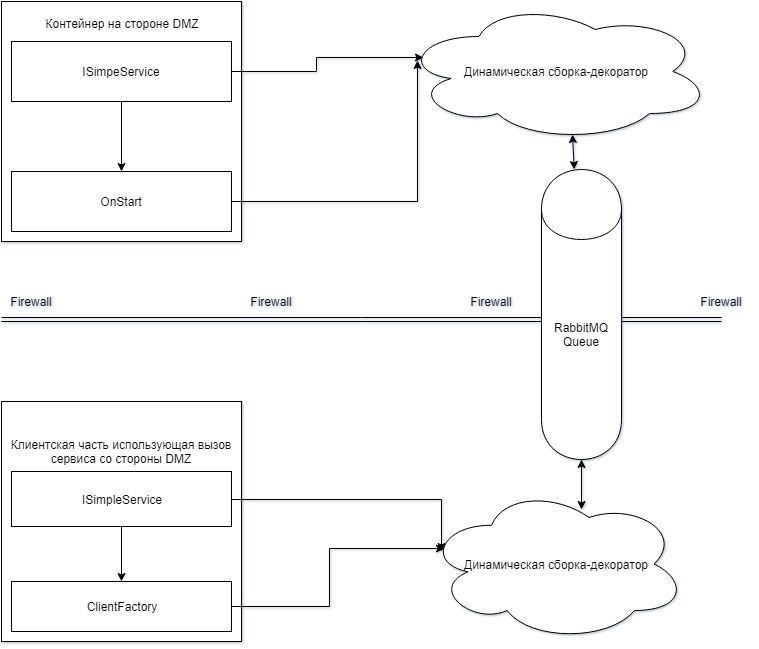 Контейнер на стороне DMZ
ISimpeService
Динамическая сборка-декоратор
OnStart
Firewall
Firewall
Firewall
Firewall
RabbitMQ
Queue
Клиентская часть использующая вызов
сервиса со стороны DMZ
ISimpleService
Динамическая сборка-декоратор
ClientFactory